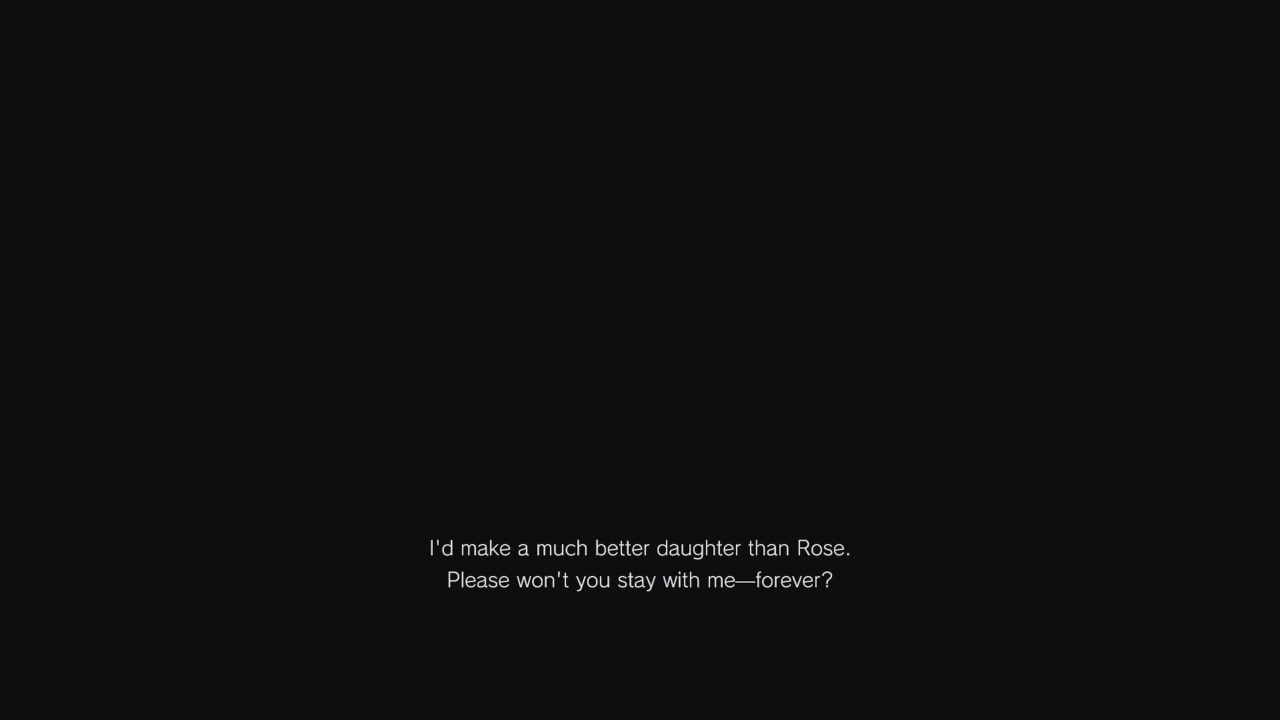 I'd make a much better daughter than Rose.
Please won't you stay with me—forever?